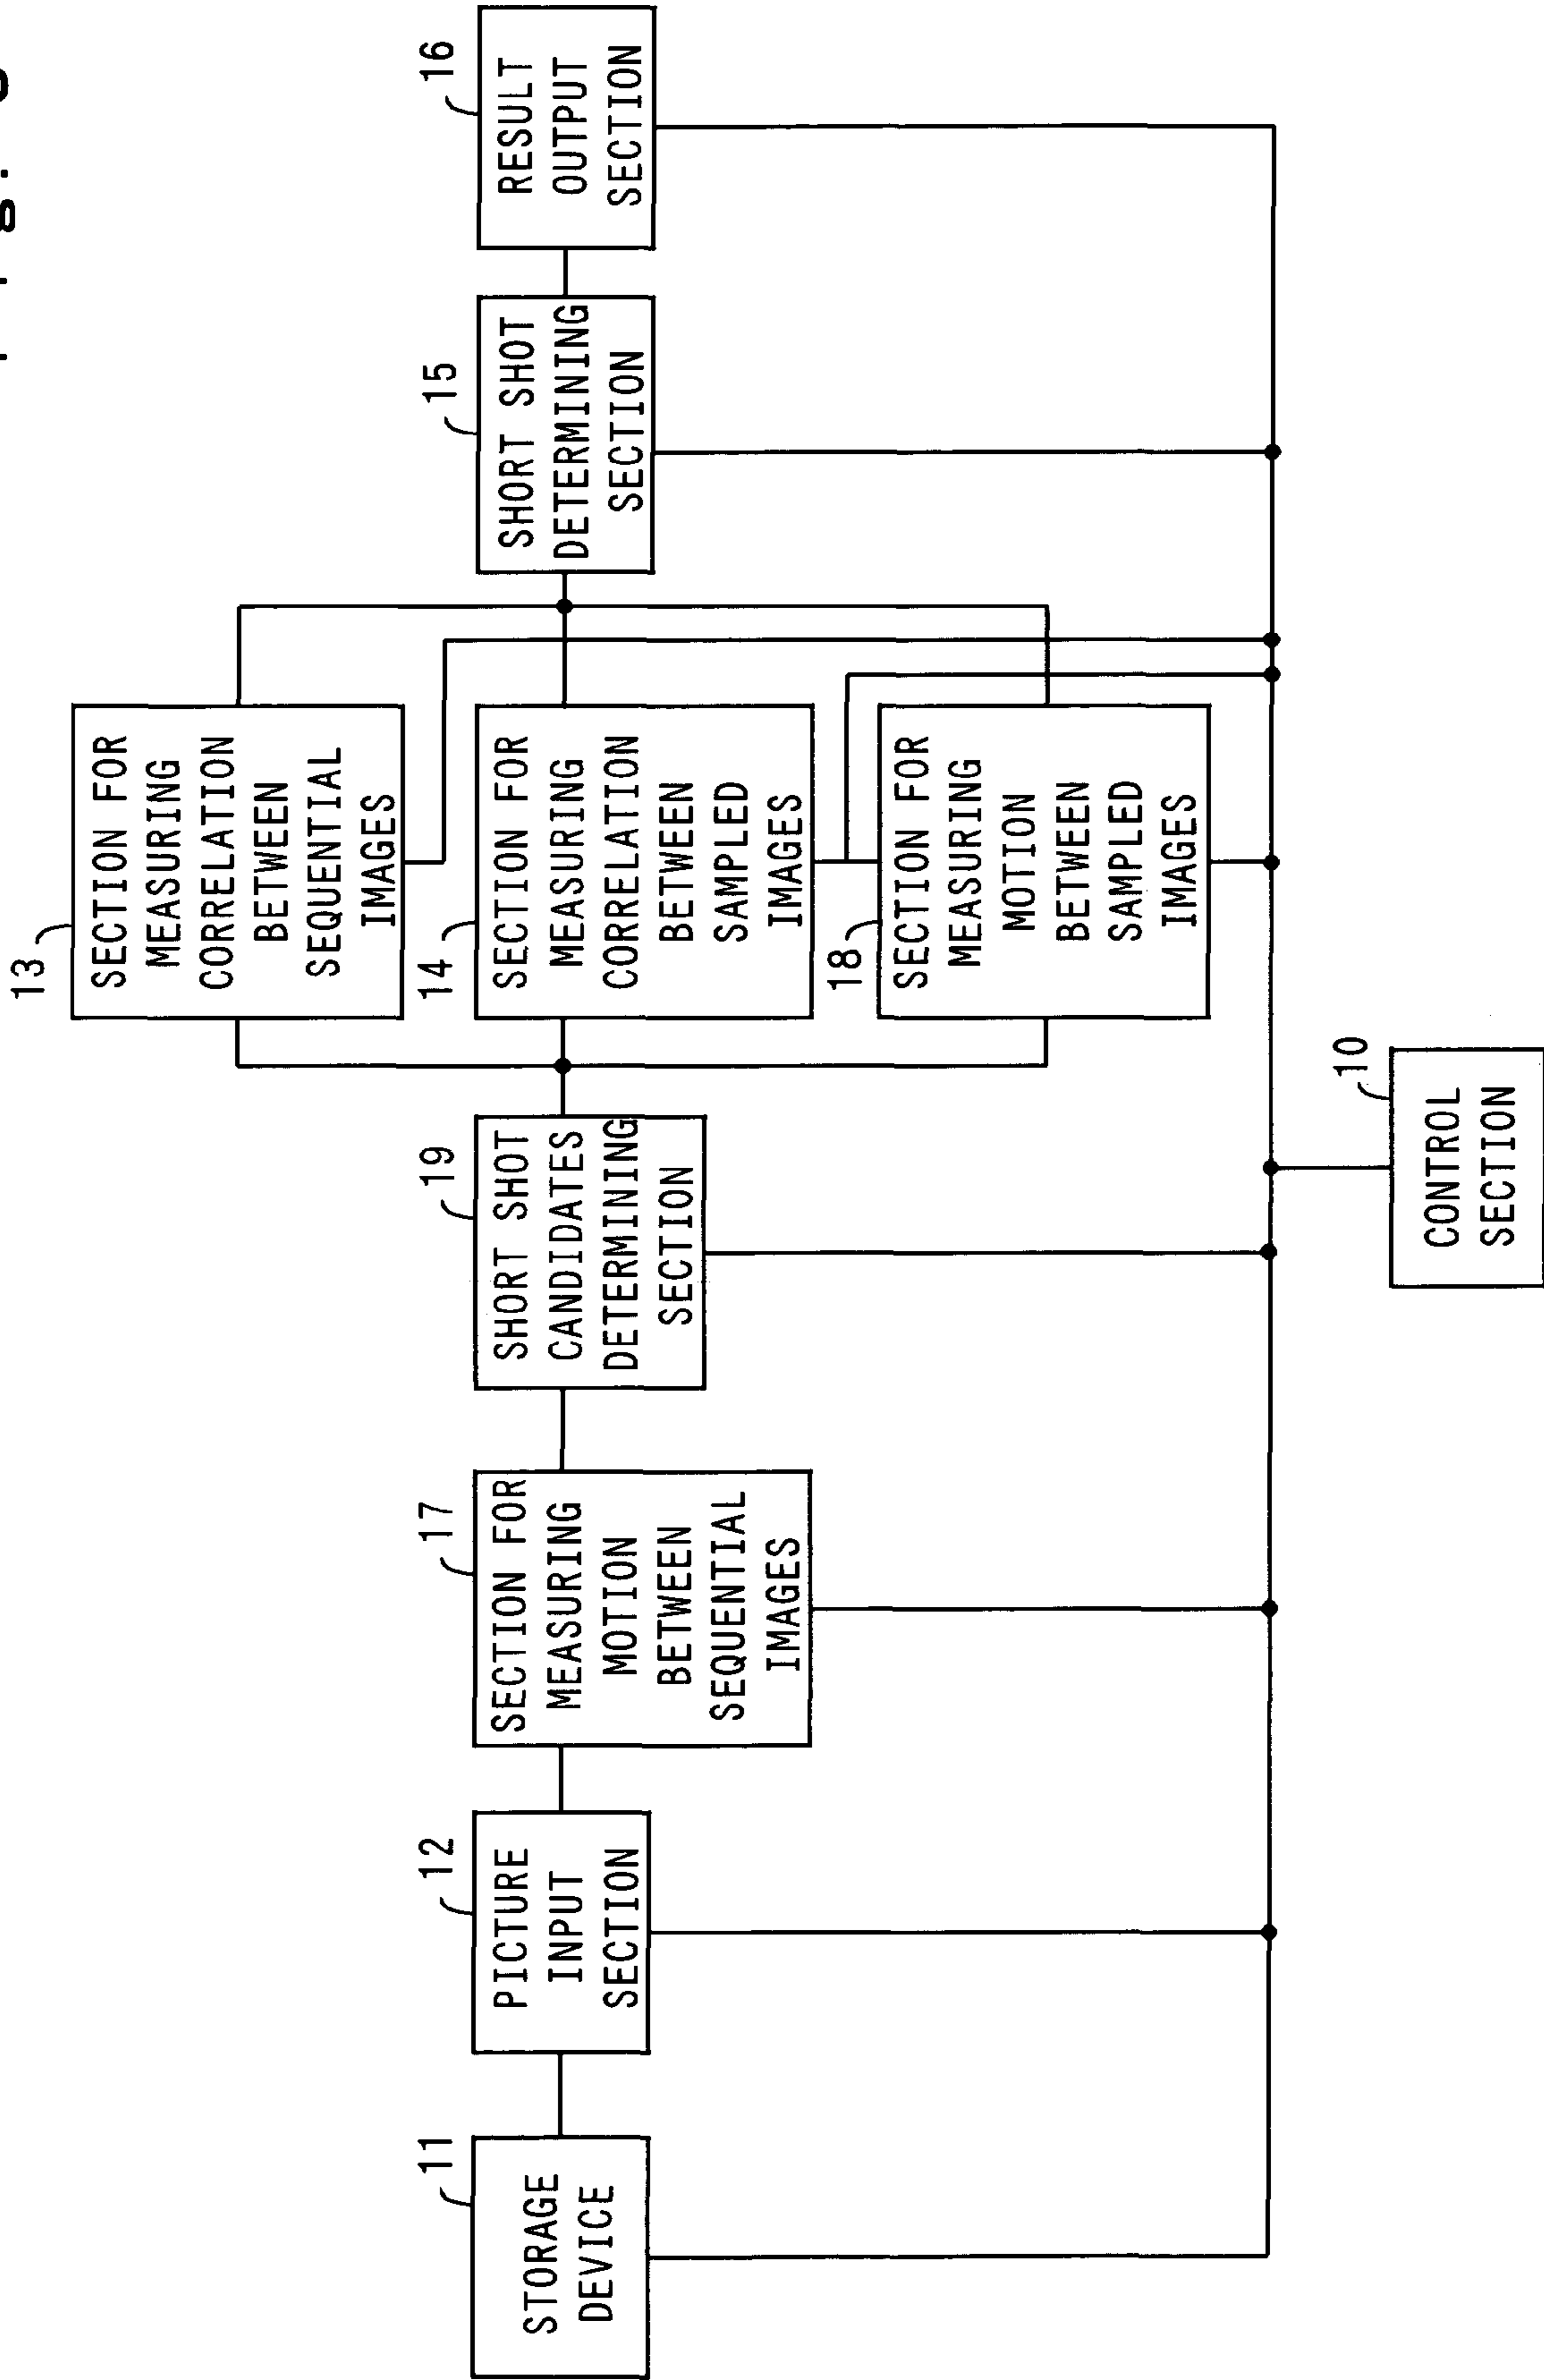 11
STORAGE
DEVICE
12
PICTURE
INPUT
SECTION
17
SECTION FOR
MEASURING
MOTION
BETWEEN
SEQUENTIAL
IMAGES
19
SHORT SHOT
CANDIDATES
DETERMINING
SECTION
13
SECTION FOR
MEASURING
CORRELATION
BETWEEN
SEQUENTIAL
IMAGES
14
SECTION FOR
MEASURING
CORRELATION
BETWEEN
SAMPLED
IMAGES
18
SECTION FOR
MEASURING
MOTION
BETWEEN
SAMPLED
IMAGES
15
SHORT SHOT
DETERMINING
SECTION
16
RESULT
OUTPUT
SECTION
10
CONTROL
SECTION